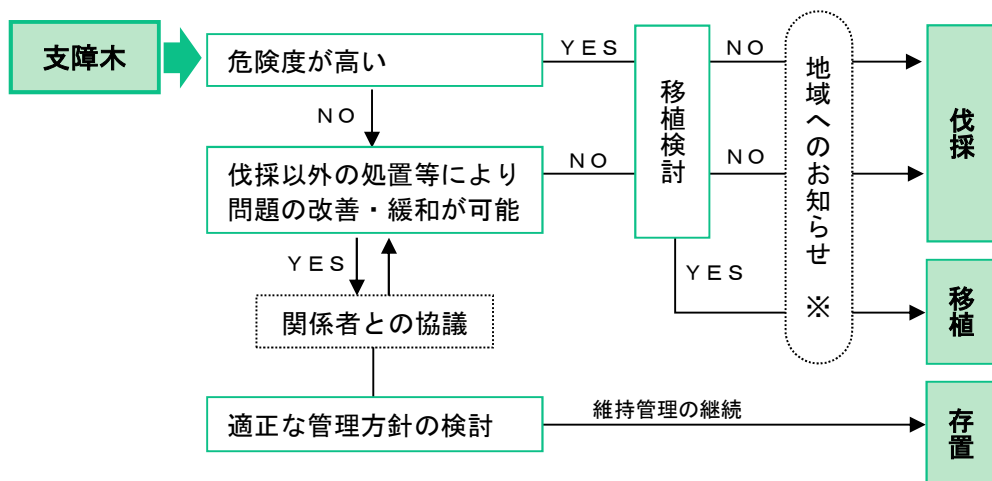 支障木
危険度が高い
ＹＥＳ
移植検討
ＮＯ
地域へのお知らせ　※
伐採
ＮＯ
伐採以外の処置等により
問題の改善・緩和が可能
ＮＯ
ＮＯ
ＹＥＳ
ＹＥＳ
移植
関係者との協議
適正な管理方針の検討
維持管理の継続
存置